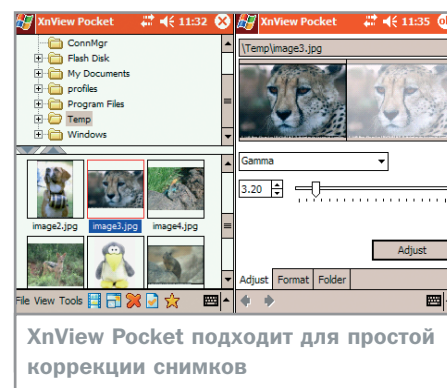 XnView Pocket 11:32
ConnMgr
Flash Disk
My Documents
profiles
Program Files
Temp
Windows
image2.jpg image3.jpg image4.jpg
File View Tools
XnView Pocket 11:35 ok
\Temp\image3.jpg
Gamma
3.20
Adjust
Adjust Format Folder
XnView Pocket подходит для простой
коррекции снимков